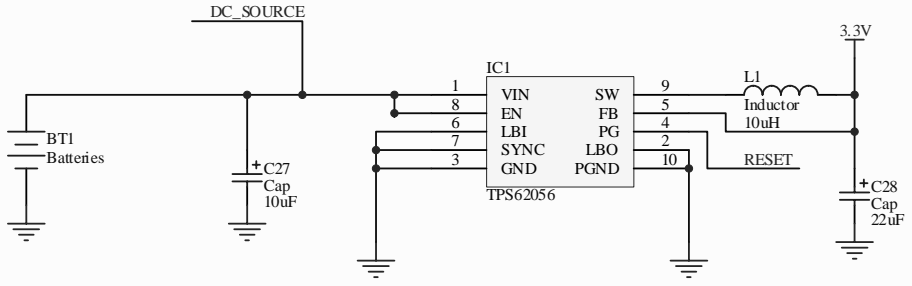 DC_SOURCE
3.3V
IC1
1 VIN SW 9
8 EN FB 5
6 LBI PG 4
7 SYNC LBO 2
3 GND PGND 10
TPS62056
L1
Inductor
10uH
RESET
BT1
Batteries
+ C27
Cap
10uF
+ C28
Cap
22uF